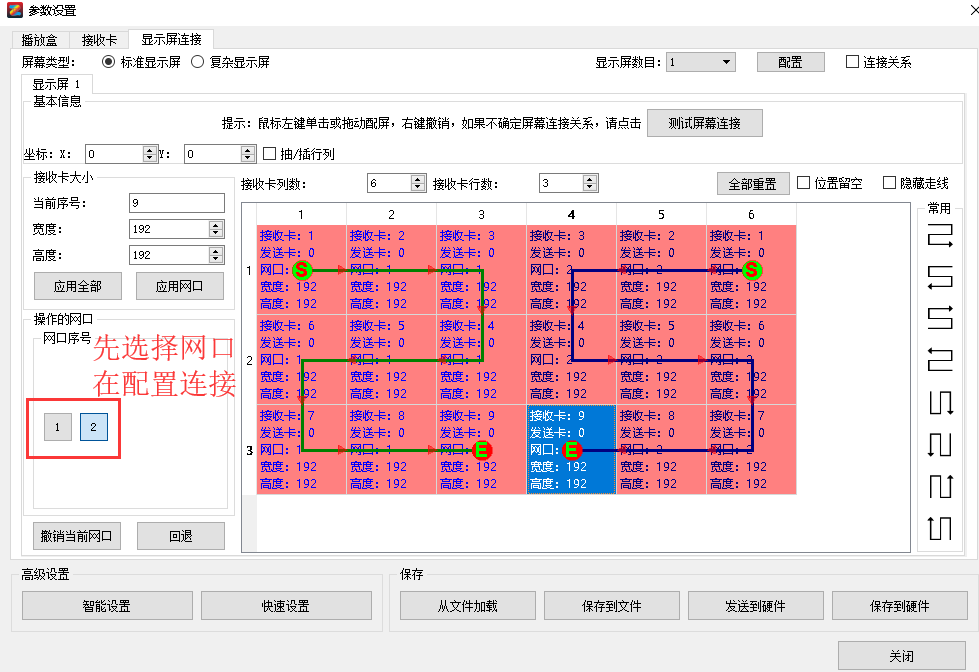 参数设置
播放盒 接收卡 显示屏连接
屏幕类型: 标准显示屏 复杂显示屏 显示屏数目: 1 配置 连接关系
显示屏 1
基本信息
提示: 鼠标左键单击或拖动配屏，右键撤销，如果不确定屏幕连接关系，请点击 测试屏幕连接
坐标: X: 0 Y: 0 抽/插行列
接收卡大小 接收卡列数: 6 接收卡行数: 3 全部重置 位置留空 隐藏走线
当前序号: 9
宽度: 192
高度: 192
应用全部 应用网口
操作的网口
网口序号
先选择网口
在配置连接
1 2
撤销当前网口 回退
1 2 3 4 5 6
1
接收卡: 1 接收卡: 2 接收卡: 3 接收卡: 3 接收卡: 2 接收卡: 1
发送卡: 0 发送卡: 0 发送卡: 0 发送卡: 0 发送卡: 0 发送卡: 0
网口: S 网口: 1 网口: 1 网口: 2 网口: 2 网口: S
宽度: 192 宽度: 192 宽度: 192 宽度: 192 宽度: 192 宽度: 192
高度: 192 高度: 192 高度: 192 高度: 192 高度: 192 高度: 192
2
接收卡: 6 接收卡: 5 接收卡: 4 接收卡: 4 接收卡: 5 接收卡: 6
发送卡: 0 发送卡: 0 发送卡: 0 发送卡: 0 发送卡: 0 发送卡: 0
网口: 1 网口: 1 网口: 1 网口: 2 网口: 2 网口: 2
宽度: 192 宽度: 192 宽度: 192 宽度: 192 宽度: 192 宽度: 192
高度: 192 高度: 192 高度: 192 高度: 192 高度: 192 高度: 192
3
接收卡: 7 接收卡: 8 接收卡: 9 接收卡: 9 接收卡: 8 接收卡: 7
发送卡: 0 发送卡: 0 发送卡: 0 发送卡: 0 发送卡: 0 发送卡: 0
网口: 1 网口: 1 网口: E 网口: E 网口: 2 网口: 2
宽度: 192 宽度: 192 宽度: 192 宽度: 192 宽度: 192 宽度: 192
高度: 192 高度: 192 高度: 192 高度: 192 高度: 192 高度: 192
常用
高级设置
智能设置 快速设置
保存
从文件加载 保存到文件 发送到硬件 保存到硬件
关闭